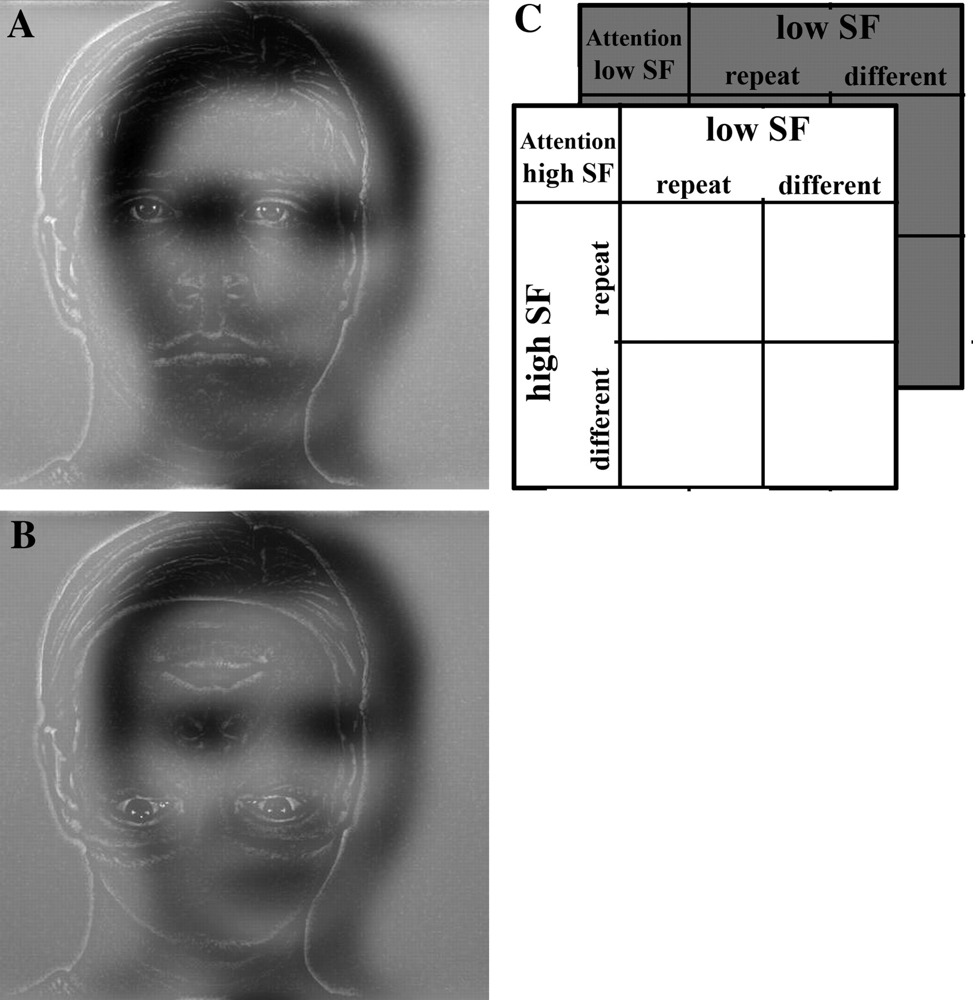 A
C
Attention
low SF
low SF
repeat
different
Attention
high SF
low SF
repeat
different
high SF
repeat
different
B